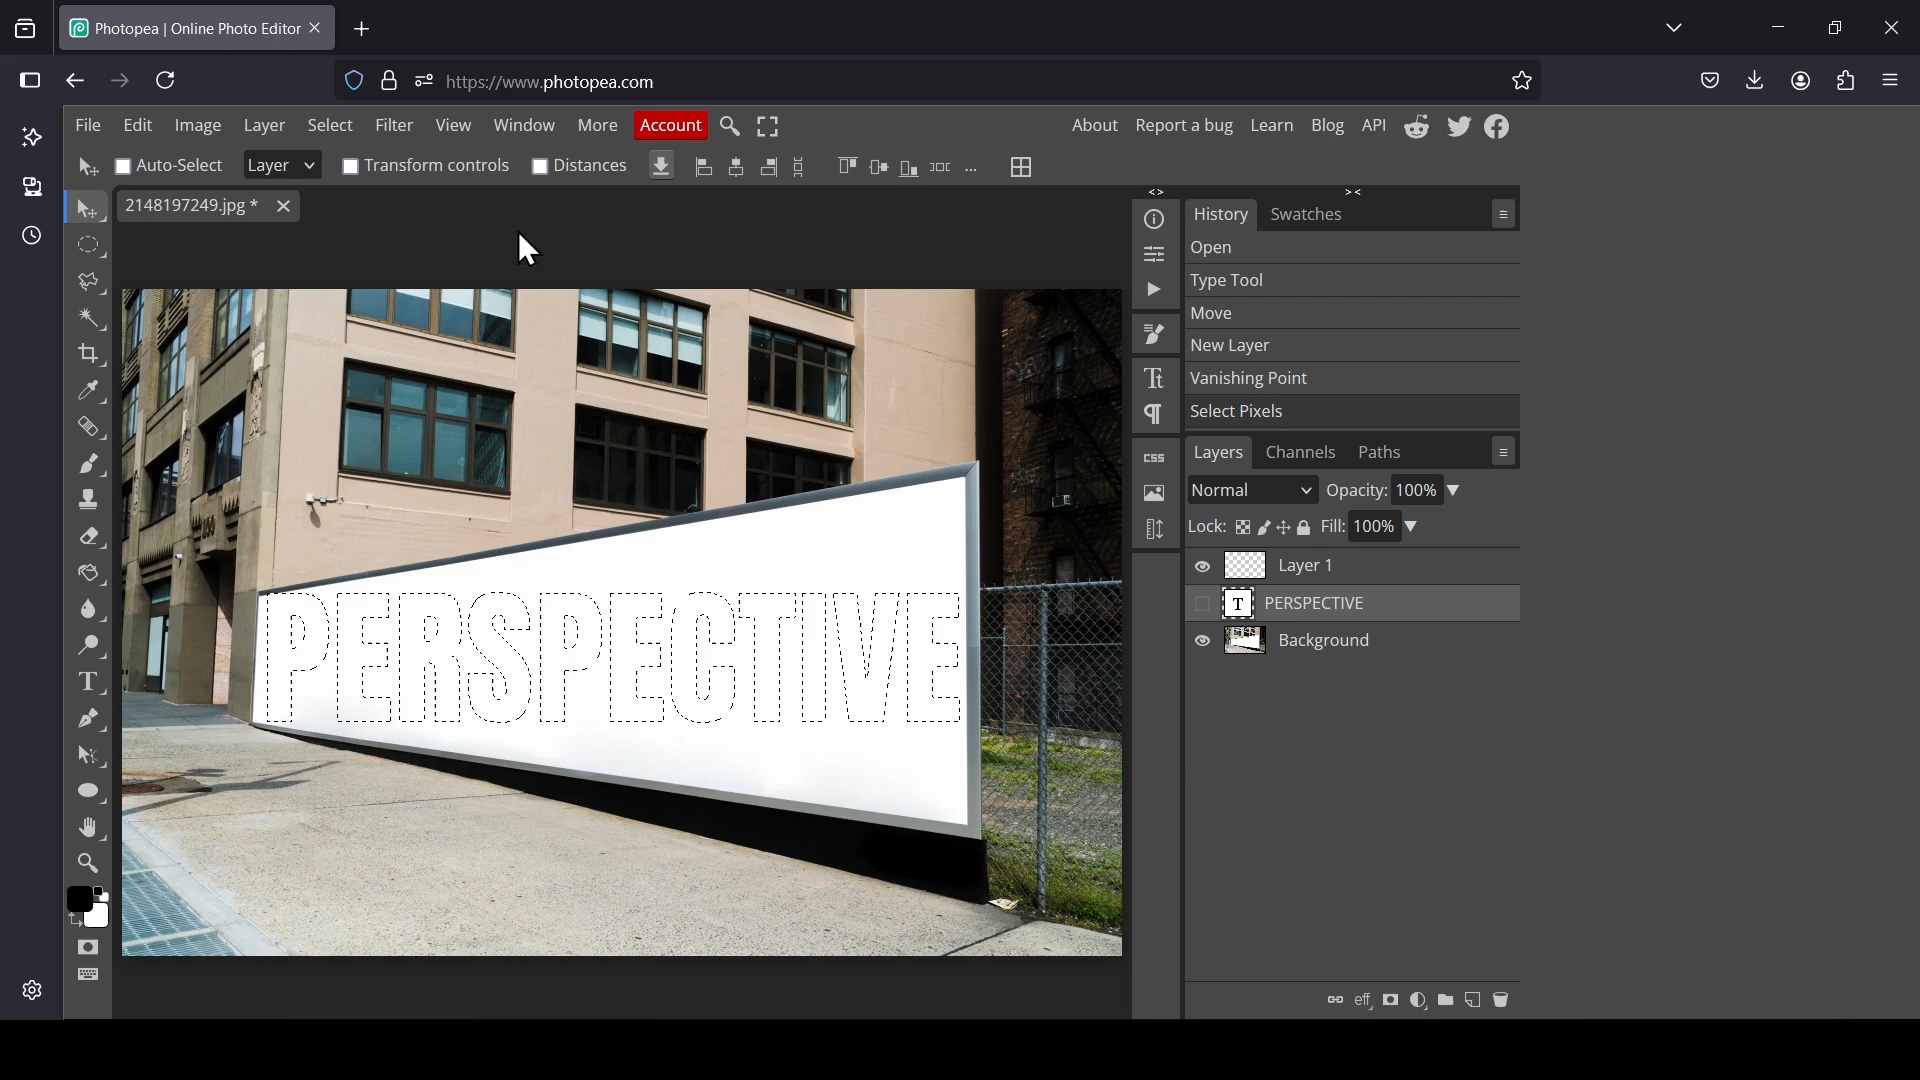 Photopea | Online Photo Editor
https://www.photopea.com
File Edit Image Layer Select Filter View Window More Account
About Report a bug Learn Blog API
Auto-Select Layer Transform controls Distances ...
2148197249.jpg *
<> ><
History Swatches
Open
Type Tool
Move
New Layer
Vanishing Point
Select Pixels
Layers Channels Paths
CSS
Normal Opacity: 100%
Lock: Fill: 100%
Layer 1
T PERSPECTIVE
Background
PERSPECTIVE
eff